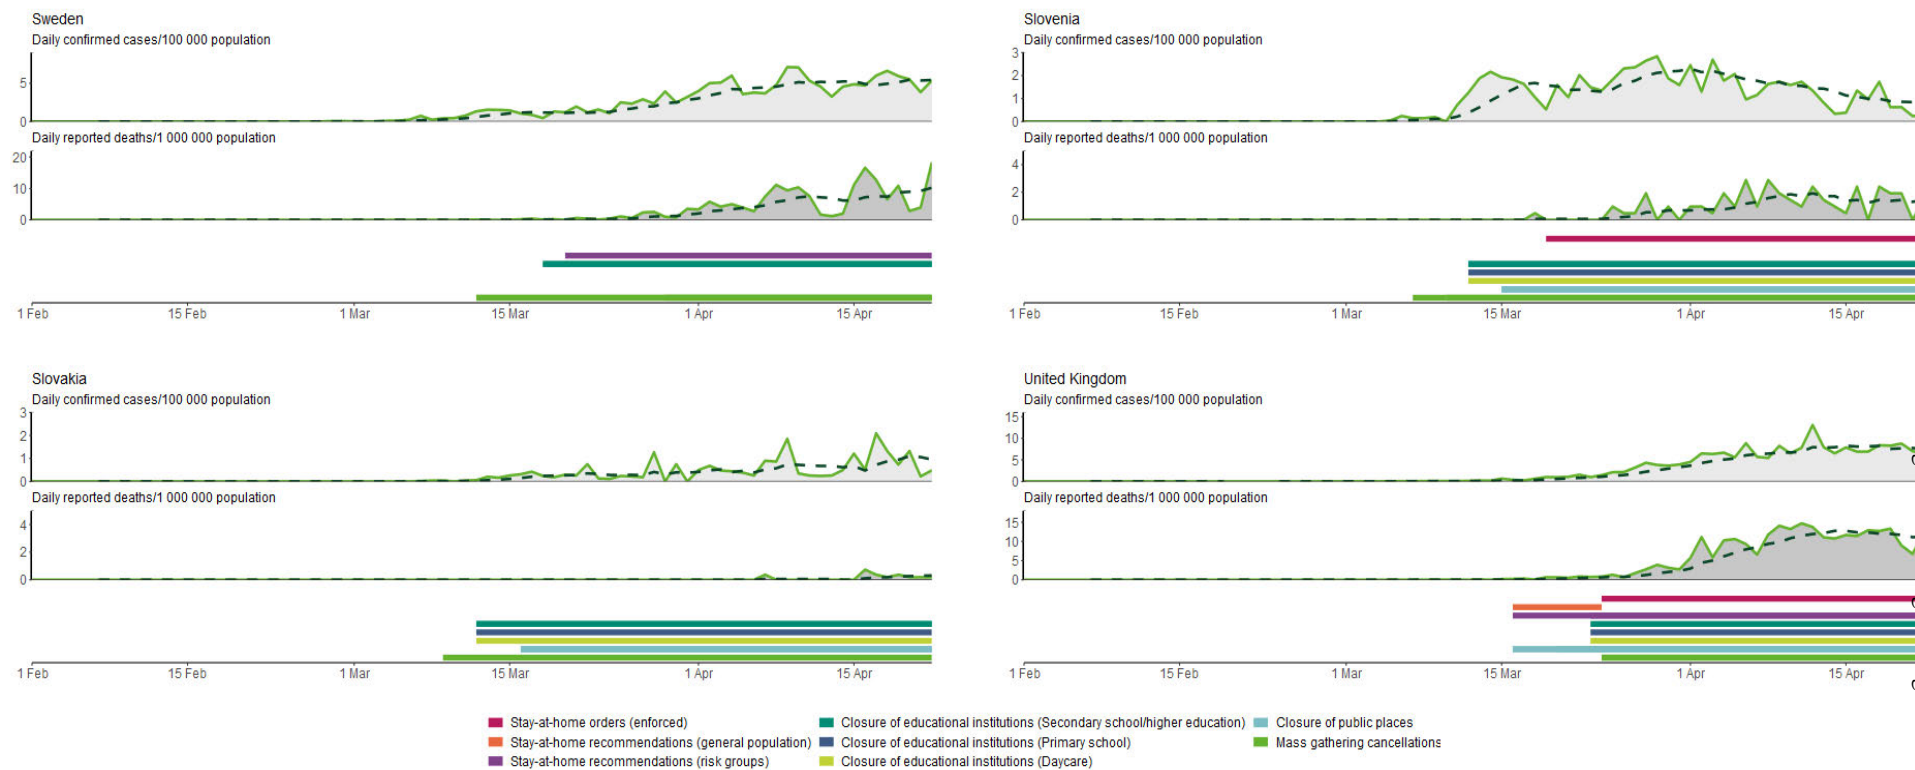 Sweden
Daily confirmed cases/100 000 population
5
0
Daily reported deaths/1 000 000 population
20
10
0
1 Feb 15 Feb 1 Mar 15 Mar 1 Apr 15 Apr
Slovenia
Daily confirmed cases/100 000 population
3
2
1
0
Daily reported deaths/1 000 000 population
4
2
0
1 Feb 15 Feb 1 Mar 15 Mar 1 Apr 15 Apr
Slovakia
Daily confirmed cases/100 000 population
3
2
1
0
Daily reported deaths/1 000 000 population
4
2
0
1 Feb 15 Feb 1 Mar 15 Mar 1 Apr 15 Apr
United Kingdom
Daily confirmed cases/100 000 population
15
10
5
0
Daily reported deaths/1 000 000 population
15
10
5
0
1 Feb 15 Feb 1 Mar 15 Mar 1 Apr 15 Apr
Stay-at-home orders (enforced)
Stay-at-home recommendations (general population)
Stay-at-home recommendations (risk groups)
Closure of educational institutions (Secondary school/higher education)
Closure of educational institutions (Primary school)
Closure of educational institutions (Daycare)
Closure of public places
Mass gathering cancellations